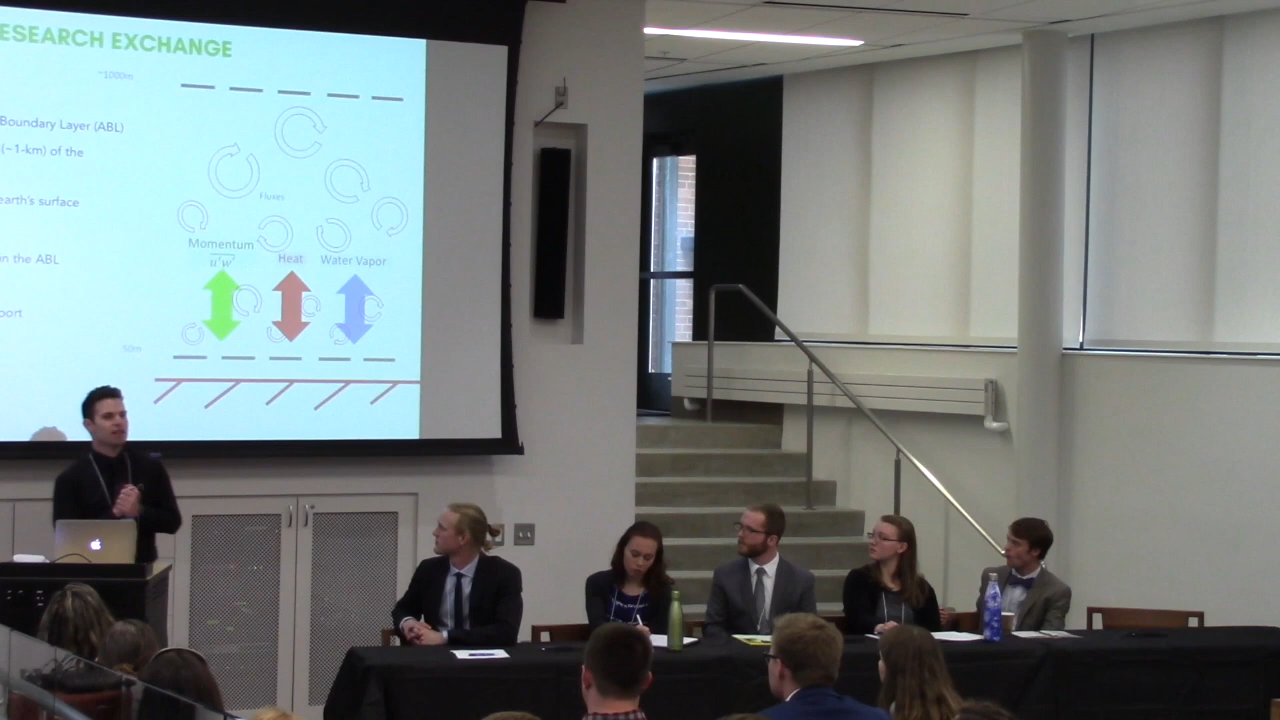 ESEARCH EXCHANGE
~1000m
Boundary Layer (ABL)
(~1-km) of the
Fluxes
earth's surface
Momentum
u'w'
Heat
Water Vapor
on the ABL
port
50m